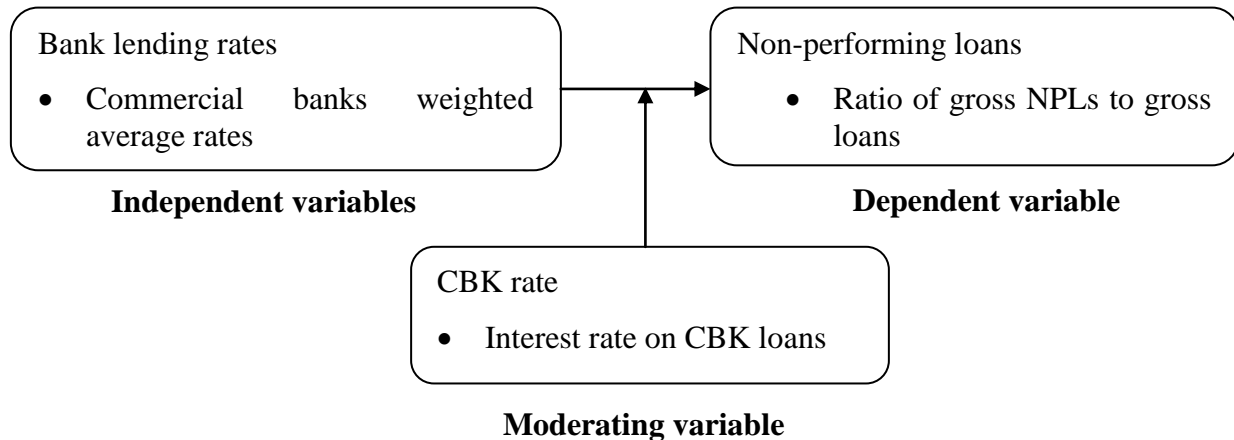 Bank lending rates
• Commercial banks weighted
average rates
Independent variables
Non-performing loans
• Ratio of gross NPLs to gross
loans
Dependent variable
CBK rate
• Interest rate on CBK loans
Moderating variable